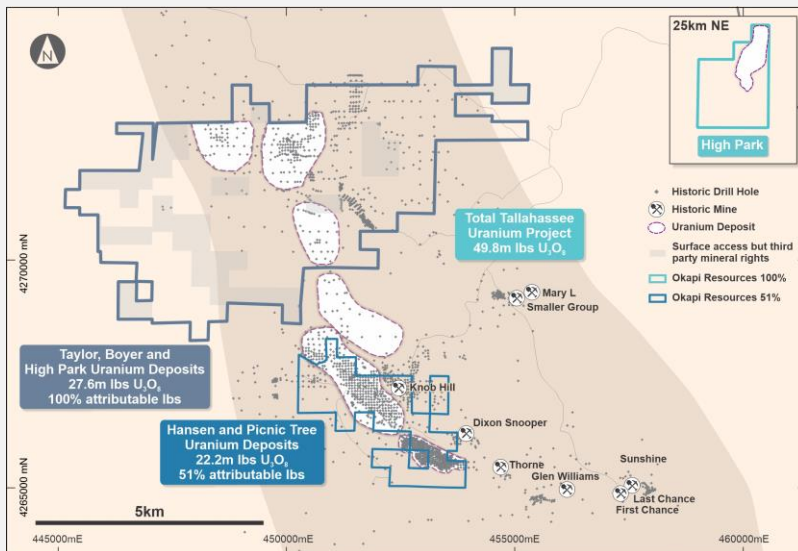 25km NE
High Park
N
Historic Drill Hole
Historic Mine
Uranium Deposit
Surface access but third
party mineral rights
Okapi Resources 100%
Okapi Resources 51%
Total Tallahassee
Uranium Project
49.8m lbs U₃O₈
Mary L
Smaller Group
Taylor, Boyer and
High Park Uranium Deposits
27.6m lbs U₃O₈
100% attributable lbs
Knob Hill
Hansen and Picnic Tree
Uranium Deposits
22.2m lbs U₃O₈
51% attributable lbs
Dixon Snooper
Thorne
Glen Williams
Sunshine
Last Chance
First Chance
5km
4270000 mN
4265000 mN
445000mE
450000mE
455000mE
460000mE